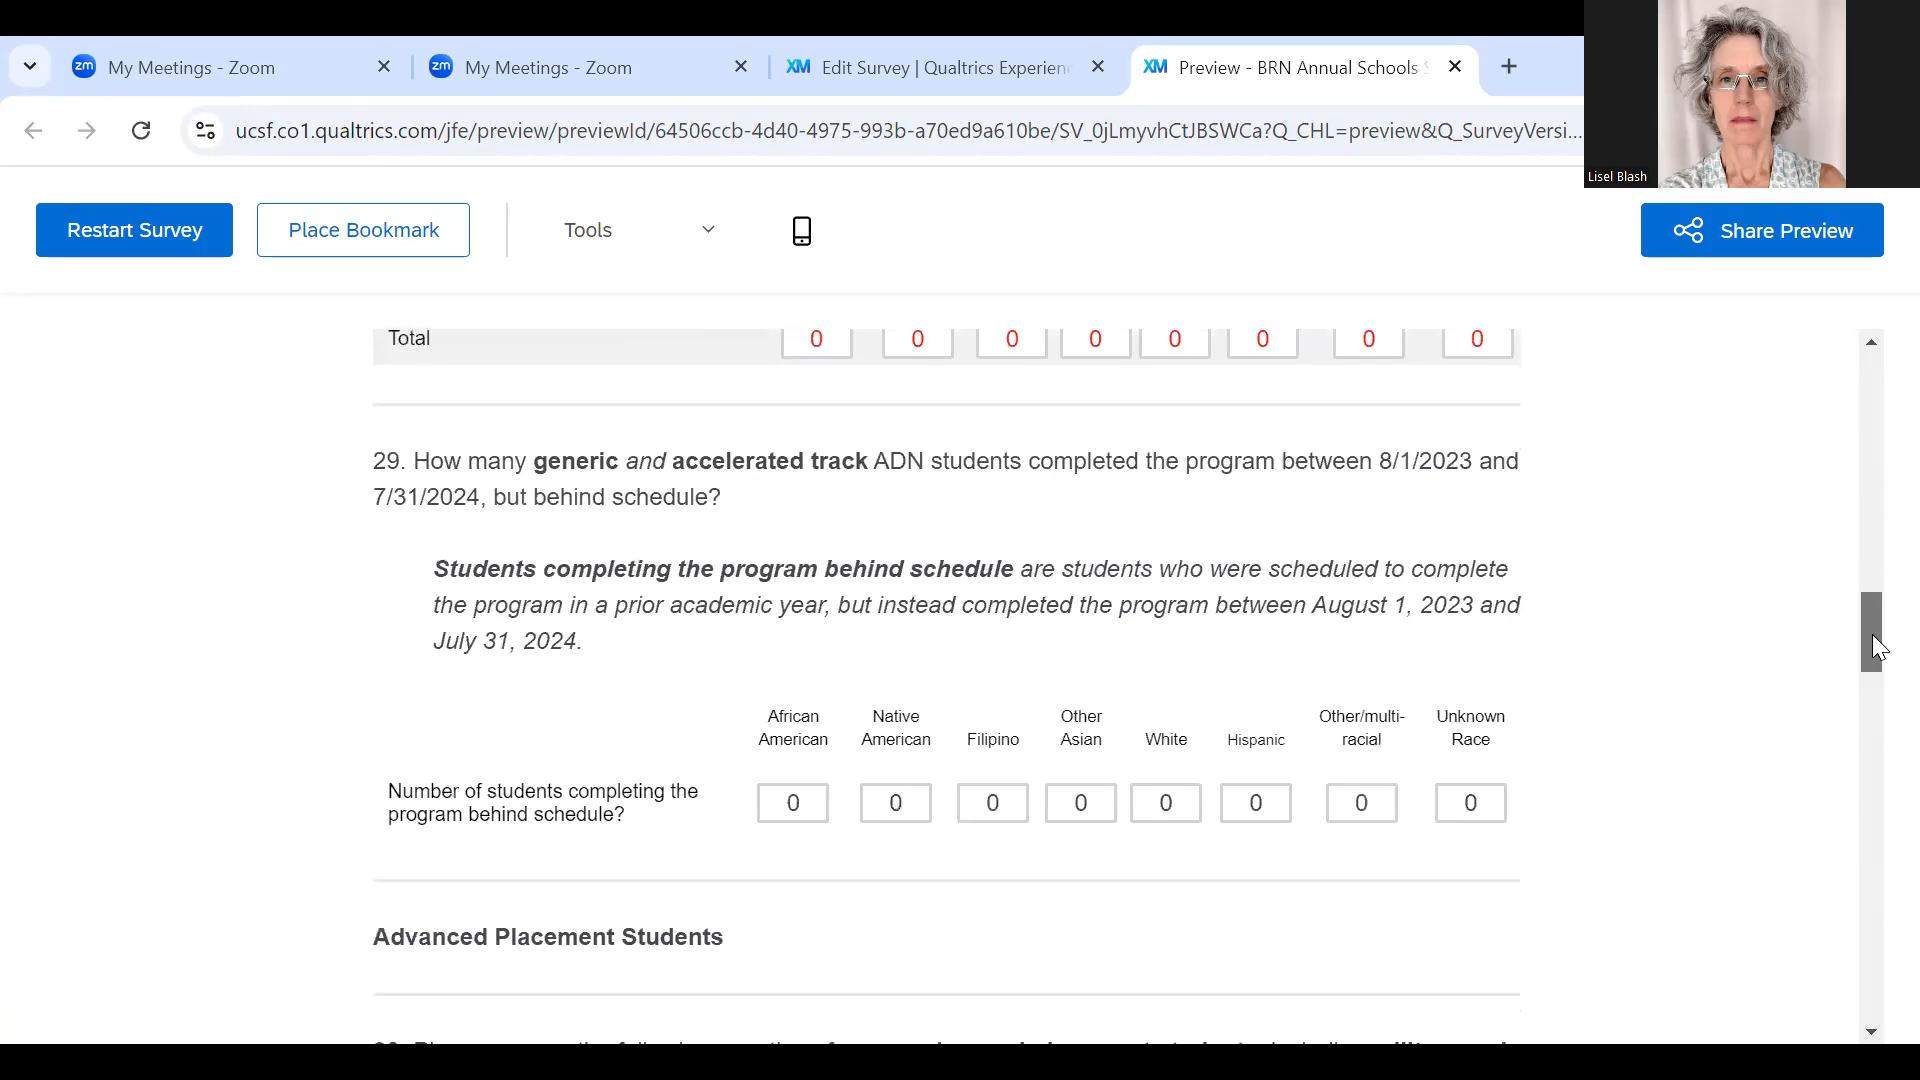 My Meetings - Zoom
My Meetings - Zoom
Edit Survey | Qualtrics Experien
Preview - BRN Annual Schools
ucsf.co1.qualtrics.com/jfe/preview/previewId/64506ccb-4d40-4975-993b-a70ed9a610be/SV_0jLmyvhCtJBSWCa?Q_CHL=preview&Q_SurveyVersi...
Lisel Blash
Restart Survey
Place Bookmark
Tools
Share Preview
Total 0 0 0 0 0 0 0 0
29. How many generic and accelerated track ADN students completed the program between 8/1/2023 and
7/31/2024, but behind schedule?
Students completing the program behind schedule are students who were scheduled to complete
the program in a prior academic year, but instead completed the program between August 1, 2023 and
July 31, 2024.
African Native Other Other/multi- Unknown
American American Filipino Asian White Hispanic racial Race
Number of students completing the
program behind schedule?
0 0 0 0 0 0 0 0
Advanced Placement Students